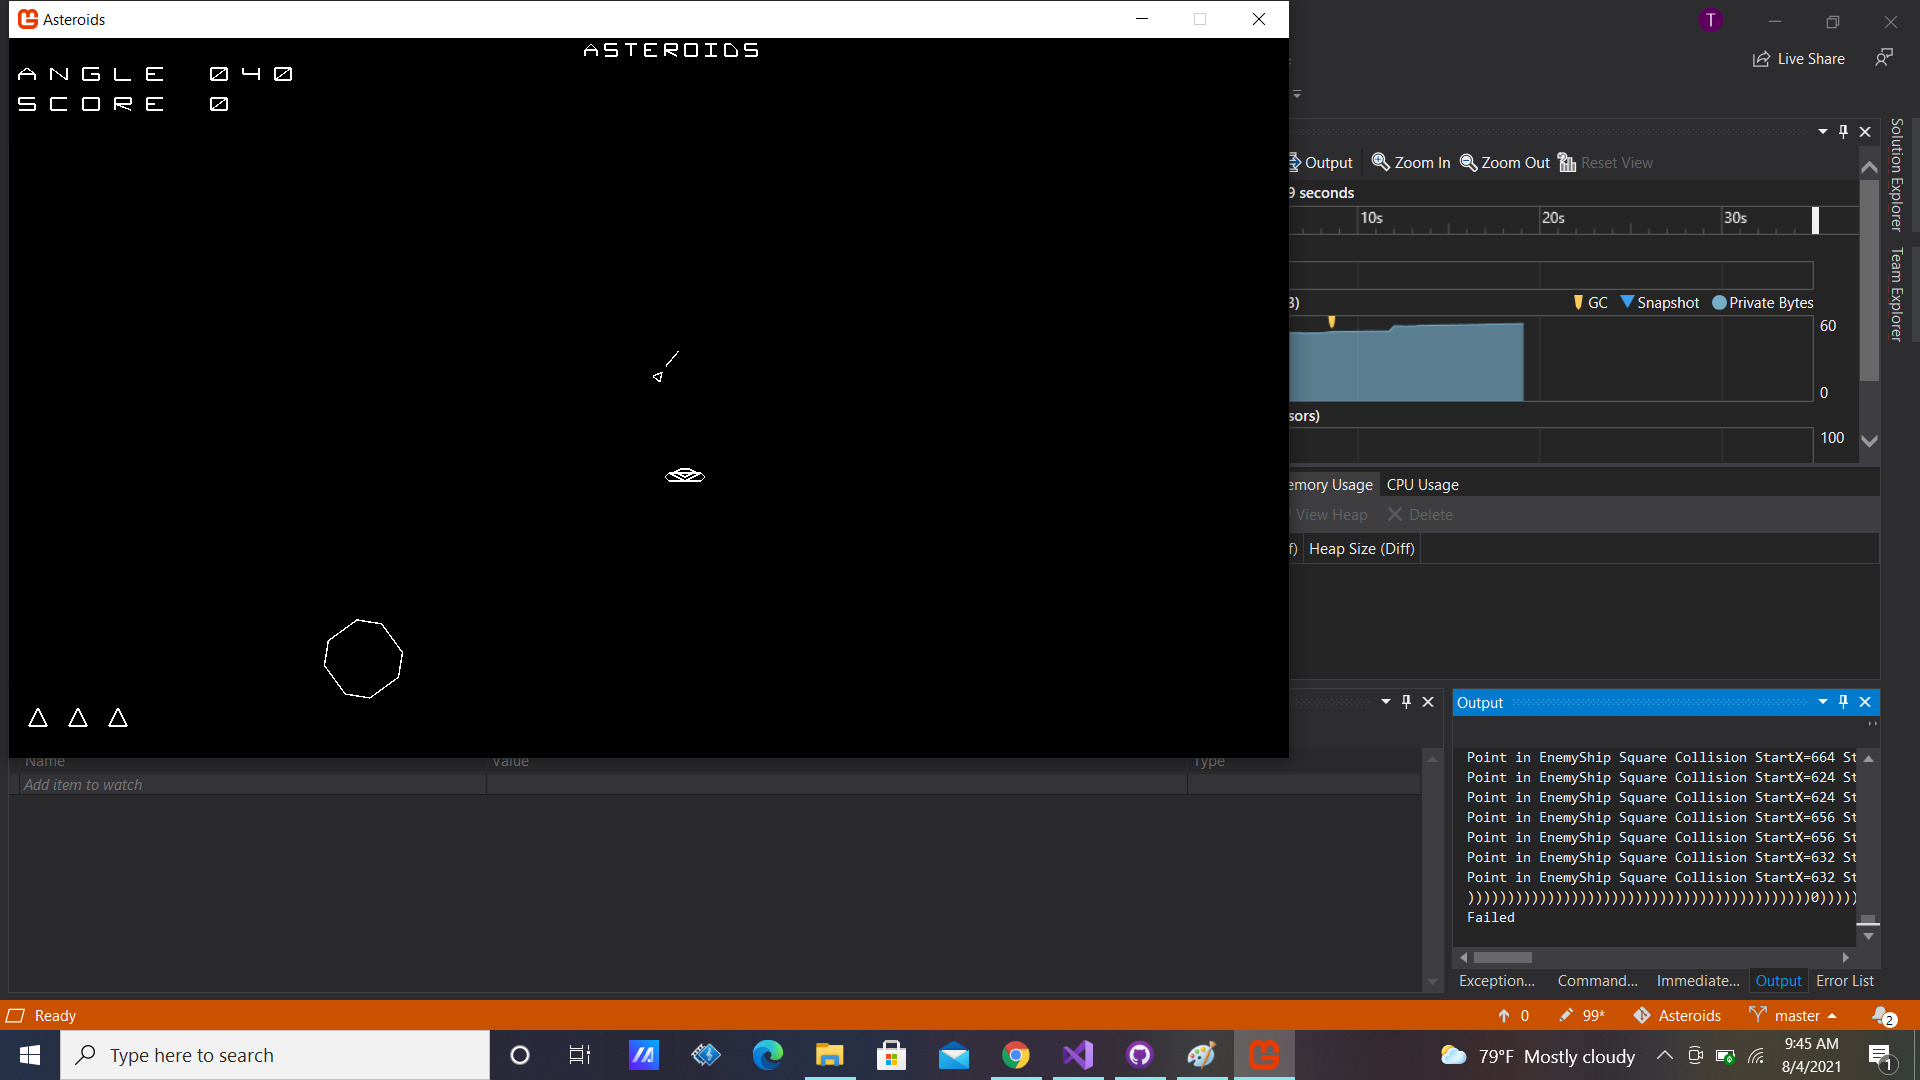 Asteroids
ASTEROIDS
ANGLE 040
SCORE 0
T
Live Share
Output Zoom In Zoom Out Reset View
9 seconds
10s 20s 30s
GC Snapshot Private Bytes
60
0
sors)
100
emory Usage CPU Usage
View Heap Delete
f) Heap Size (Diff)
Solution Explorer
Team Explorer
Name Value Type
Add item to watch
Output
Point in EnemyShip Square Collision StartX=664 St
Point in EnemyShip Square Collision StartX=624 St
Point in EnemyShip Square Collision StartX=624 St
Point in EnemyShip Square Collision StartX=656 St
Point in EnemyShip Square Collision StartX=656 St
Point in EnemyShip Square Collision StartX=632 St
Point in EnemyShip Square Collision StartX=632 St
)))))))))))))))))))))))))))))))))))))))))))0)))))
Failed
Exception... Command... Immediate... Output Error List
Ready 0 99* Asteroids master 2
Type here to search
79°F Mostly cloudy
9:45 AM
8/4/2021
1